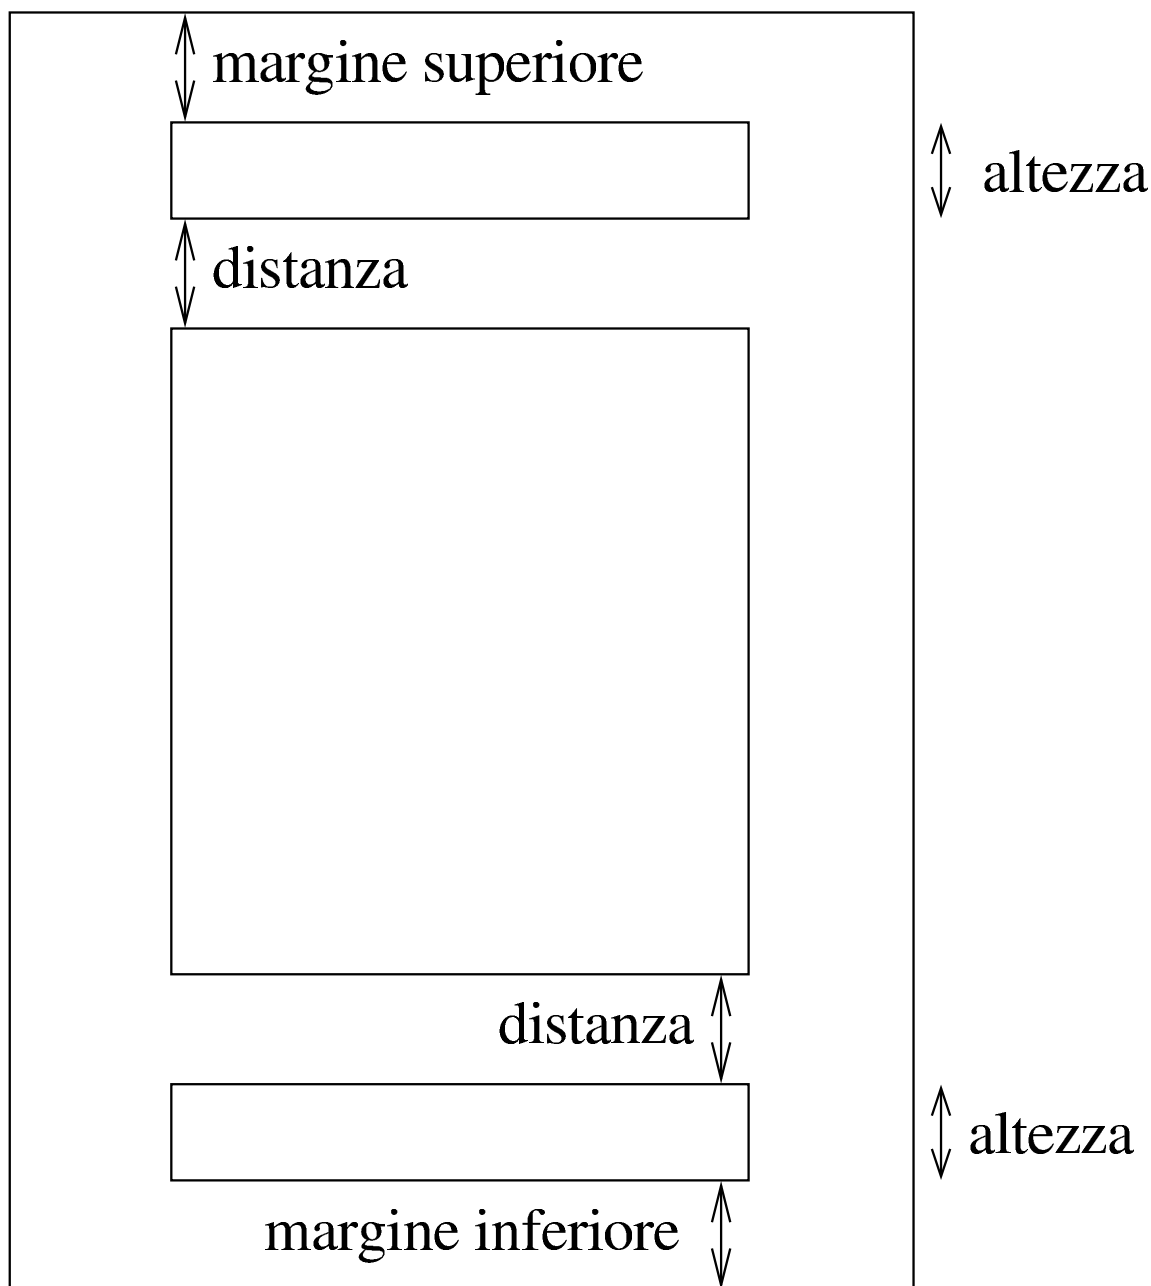 margine superiore
altezza
distanza
distanza
altezza
margine inferiore